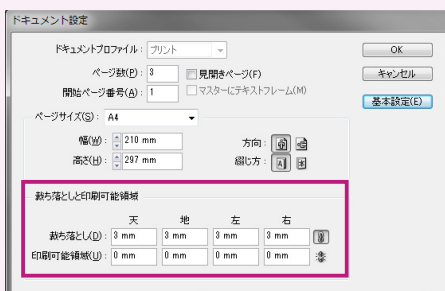 ドキュメント設定
ドキュメントプロファイル： プリント
OK
ページ数(P)： 3
見開きページ(F)
キャンセル
開始ページ番号(A)： 1
マスターにテキストフレーム(M)
基本設定(E)
ページサイズ(S)： A4
幅(W)： 210 mm
方向：
高さ(H)： 297 mm
綴じ方：
裁ち落としと印刷可能領域
天 地 左 右
裁ち落とし(D)： 3 mm 3 mm 3 mm 3 mm
印刷可能領域(U)： 0 mm 0 mm 0 mm 0 mm